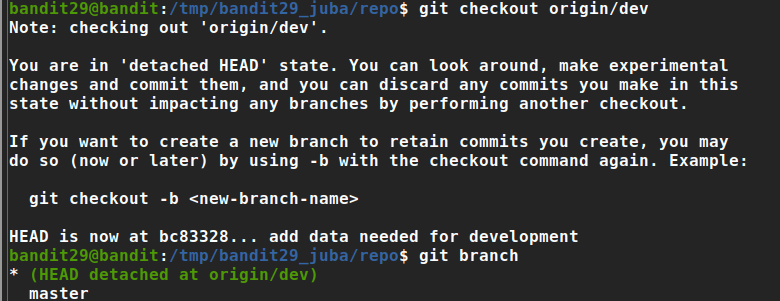 bandit29@bandit:/tmp/bandit29_juba/repo$ git checkout origin/dev
Note: checking out 'origin/dev'.
You are in 'detached HEAD' state. You can look around, make experimental
changes and commit them, and you can discard any commits you make in this
state without impacting any branches by performing another checkout.
If you want to create a new branch to retain commits you create, you may
do so (now or later) by using -b with the checkout command again. Example:
git checkout -b <new-branch-name>
HEAD is now at bc83328... add data needed for development
bandit29@bandit:/tmp/bandit29_juba/repo$ git branch
* (HEAD detached at origin/dev)
master